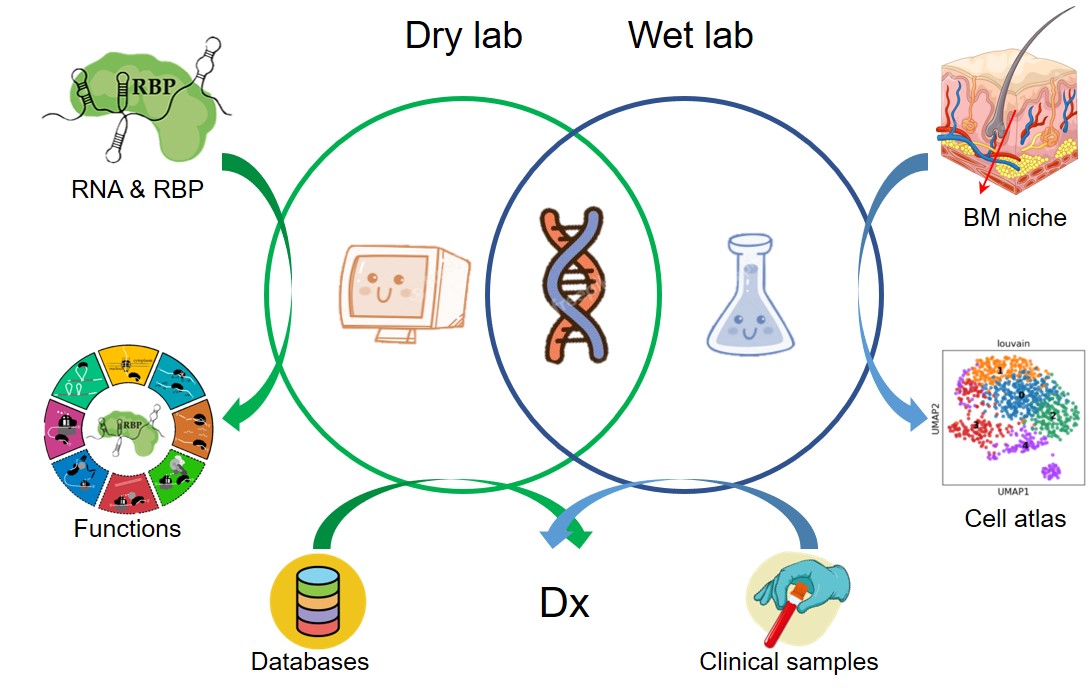 Dry lab
Wet lab
RBP
RNA & RBP
BM niche
RBP
Functions
louvain
1
0
2
3
4
UMAP2
UMAP1
Cell atlas
Databases
Dx
Clinical samples